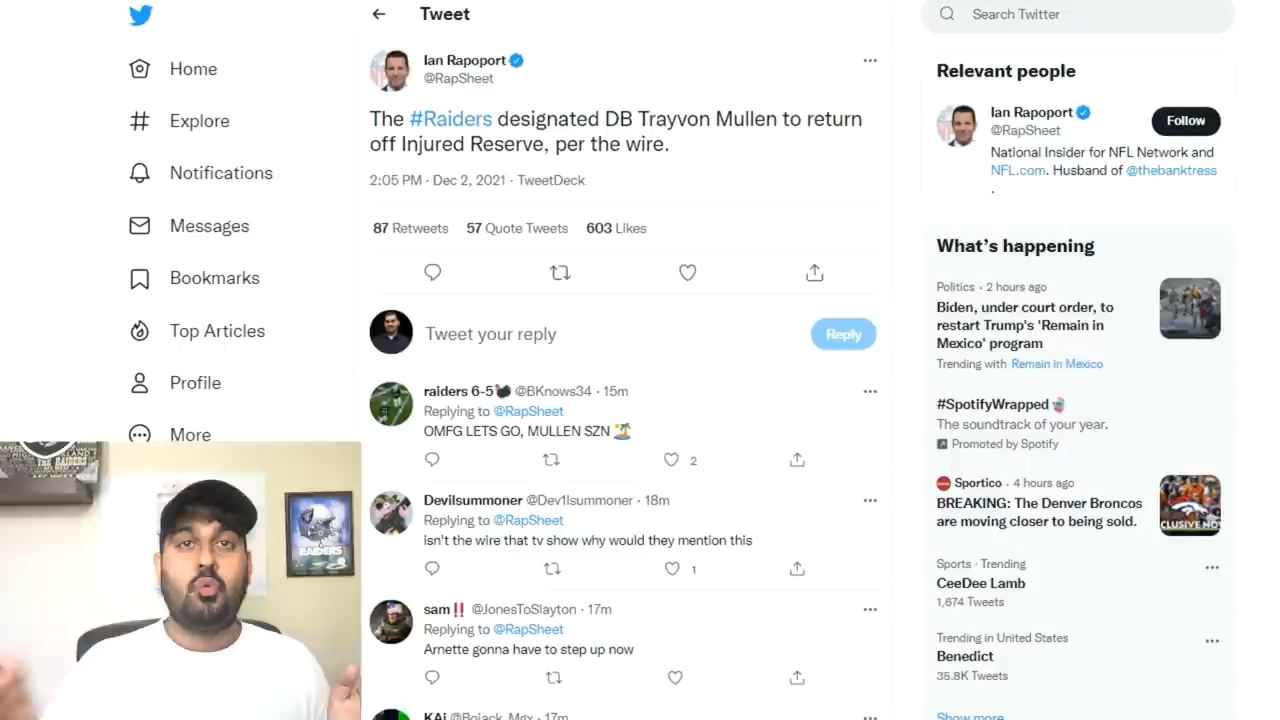 Home
Explore
Notifications
Messages
Bookmarks
Top Articles
Profile
More
Tweet
Ian Rapoport
@RapSheet
The #Raiders designated DB Trayvon Mullen to return
off Injured Reserve, per the wire.
2:05 PM · Dec 2, 2021 · TweetDeck
87 Retweets 57 Quote Tweets 603 Likes
Tweet your reply
Reply
raiders 6-5 @BKnows34 · 15m
Replying to @RapSheet
OMFG LETS GO, MULLEN SZN 🏝️
2
Devilsummoner @Dev1lsummoner · 18m
Replying to @RapSheet
isn't the wire that tv show why would they mention this
1
sam‼️ @JonesToSlayton · 17m
Replying to @RapSheet
Arnette gonna have to step up now
KAi @Bojack_Mgx · 17m
Search Twitter
Relevant people
Ian Rapoport
@RapSheet
Follow
National Insider for NFL Network and
NFL.com. Husband of @thebanktress
.
What's happening
Politics · 2 hours ago
Biden, under court order, to
restart Trump's 'Remain in
Mexico' program
Trending with Remain in Mexico
#SpotifyWrapped
The soundtrack of your year.
Promoted by Spotify
Sportico · 4 hours ago
BREAKING: The Denver Broncos
are moving closer to being sold.
Sports · Trending
CeeDee Lamb
1,674 Tweets
Trending in United States
Benedict
35.8K Tweets
Show more
THE RAIDERS
RAIDERS